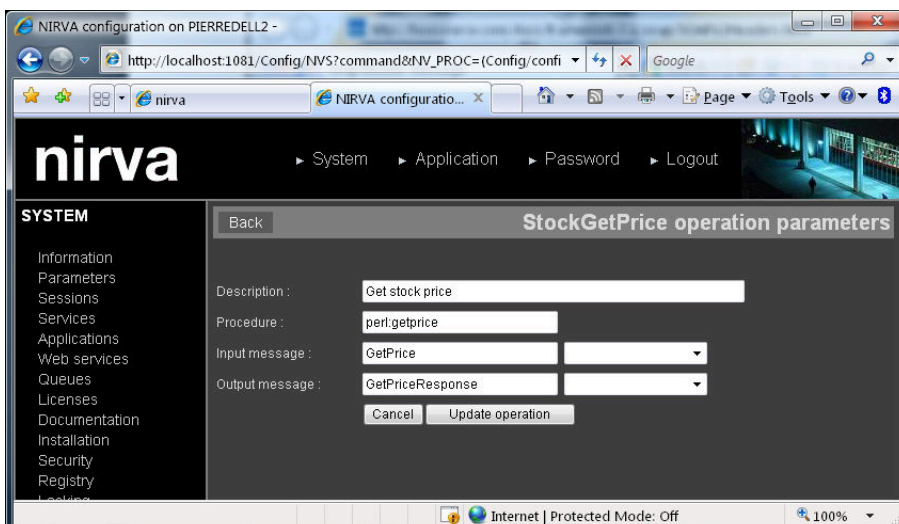 NIRVA configuration on PIERREDELL2 -
http://localhost:1081/Config/NVS?command&NV_PROC={Config/confi
Google
nirva
NIRVA configuratio...
Page
Tools
nirva
System
Application
Password
Logout
SYSTEM
Back
StockGetPrice operation parameters
Information
Parameters
Sessions
Services
Applications
Web services
Queues
Licenses
Documentation
Installation
Security
Registry
Locking
Description :
Get stock price
Procedure :
perl:getprice
Input message :
GetPrice
Output message :
GetPriceResponse
Cancel
Update operation
Internet | Protected Mode: Off
100%